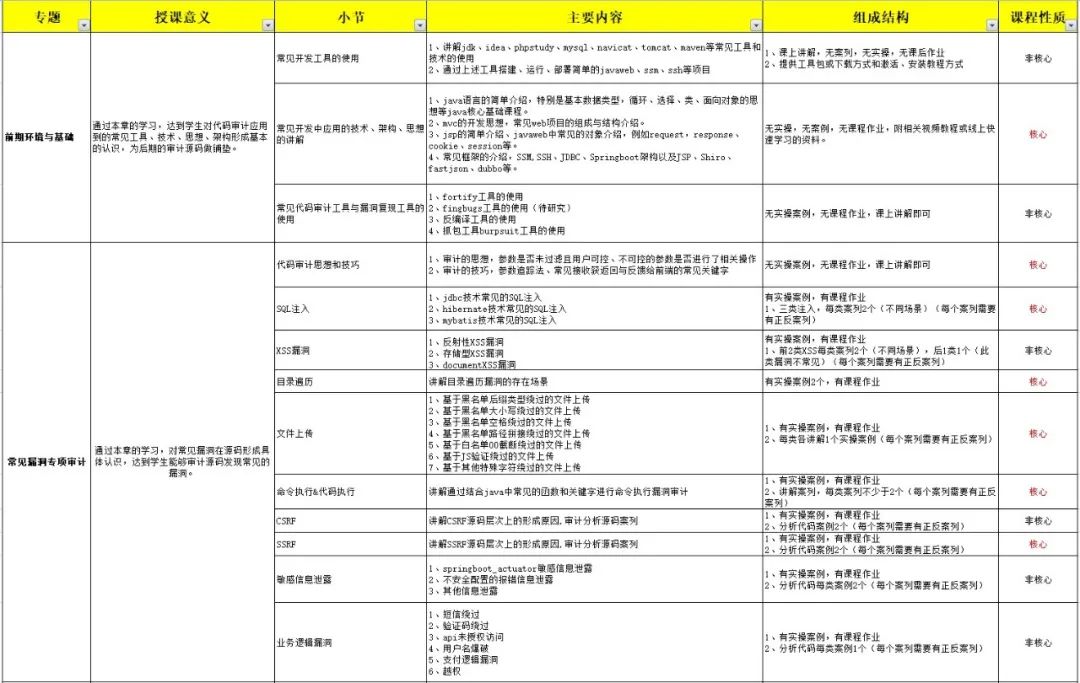 专题 授课意义 小节 主要内容 组成结构 课程性质
前期环境与基础
通过本章的学习，达到学生对代码审计应用
到的常见工具、技术、思想、架构形成基本
的认识，为后期的审计源码做铺垫。
常见开发工具的使用
1、讲解jdk、idea、phpstudy、mysql、navicat、tomcat、maven等常见工具和
技术的使用
2、通过上述工具搭建、运行、部署简单的javaweb、ssm、ssh等项目
1、课上讲解，无案列，无实操，无课后作业
2、提供工具包或下载方式和激活、安装教程方式
非核心
常见开发中应用的技术、架构、思想
的讲解
1、java语言的简单介绍，特别是基本数据类型，循环、选择、类、面向对象的思
想等java核心基础课程。
2、mvc的开发思想，常见web项目的组成与结构介绍。
3、jsp的简单介绍、javaweb中常见的对象介绍，例如request，response、
cookie、session等。
4、常见框架的介绍，SSM,SSH、JDBC、Springboot架构以及JSP、Shiro、
fastjson、dubbo等。
无实操，无案例，无课程作业，附相关视频教程或线上快
速学习的资料。
核心
常见代码审计工具与漏洞复现工具的
使用
1、fortify工具的使用
2、fingbugs工具的使用（待研究）
3、反编译工具的使用
4、抓包工具burpsuit工具的使用
无实操案例，无课程作业，课上讲解即可
非核心
常见漏洞专项审计
通过本章的学习，对常见漏洞在源码形成具
体认识，达到学生能够审计源码发现常见的
漏洞。
代码审计思想和技巧
1、审计的思想，参数是否未过滤且用户可控、不可控的参数是否进行了相关操作
2、审计的技巧，参数追踪法、常见接收获返回与反馈给前端的常见关键字
无实操案例，无课程作业，课上讲解即可
核心
SQL注入
1、jdbc技术常见的SQL注入
2、hibernate技术常见的SQL注入
3、mybatis技术常见的SQL注入
有实操案例，有课程作业
1、三类注入，每类案列2个（不同场景）（每个案列需要
有正反案列）
核心
XSS漏洞
1、反射性XSS漏洞
2、存储型XSS漏洞
3、documentXSS漏洞
有实操案例，有课程作业
1、前2类XSS每类案列2个（不同场景），后1类1个（此
类漏洞不常见）（每个案列需要有正反案列）
非核心
目录遍历
讲解目录遍历漏洞的存在场景
有实操案例2个，有课程作业
核心
文件上传
1、基于黑名单后缀类型绕过的文件上传
2、基于黑名单大小写绕过的文件上传
3、基于黑名单空格绕过的文件上传
4、基于黑名单路径拼接绕过的文件上传
5、基于白名单00截断绕过的文件上传
6、基于JS验证绕过的文件上传
7、基于其他特殊字符绕过的文件上传
1、有实操案例，有课程作业
2、每类各讲解1个实操案例（每个案列需要有正反案列）
核心
命令执行&代码执行
讲解通过结合java中常见的函数和关键字进行命令执行漏洞审计
1、有实操案例，有课程作业
2、讲解案列，每类案列不少于2个（每个案列需要有正反
案列）
核心
CSRF
讲解CSRF源码层次上的形成原因,审计分析源码案列
1、有实操案例，有课程作业
2、分析代码案例2个（每个案列需要有正反案列）
非核心
SSRF
讲解SSRF源码层次上的形成原因,审计分析源码案列
1、有实操案例，有课程作业
2、分析代码案例2个（每个案列需要有正反案列）
核心
敏感信息泄露
1、springboot_actuator敏感信息泄露
2、不安全配置的报错信息泄露
3、其他信息泄露
1、有实操案例，有课程作业
2、分析代码每类案例2个（每个案列需要有正反案列）
非核心
业务逻辑漏洞
1、短信绕过
2、验证码绕过
3、api未授权访问
4、用户名爆破
5、支付逻辑漏洞
6、越权
1、有实操案例，有课程作业
2、分析代码每类案例1个（每个案列需要有正反案列）
非核心